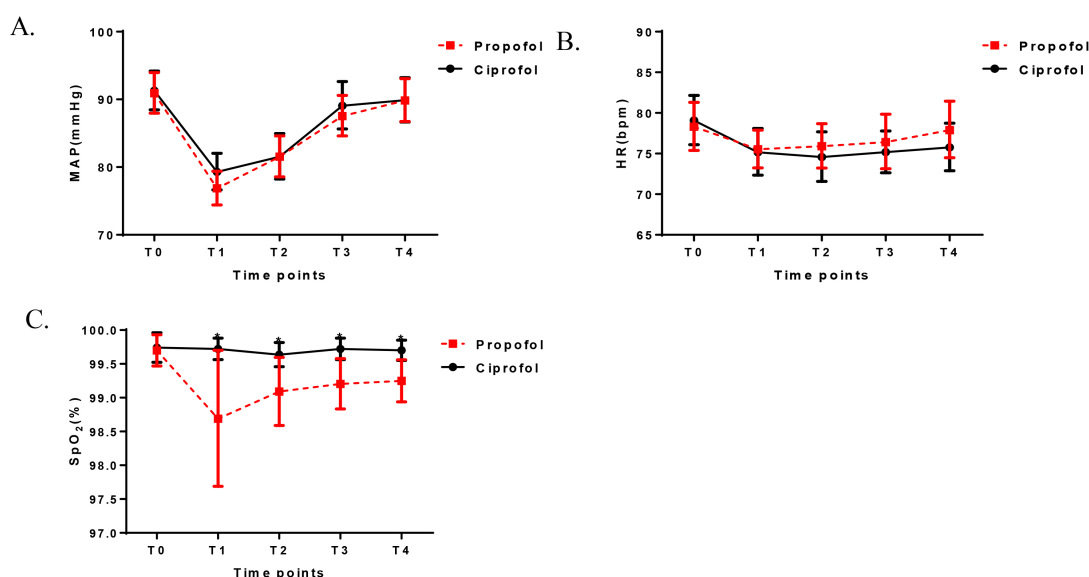 A.
100
90
80
70
MAP(mmHg)
T0 T1 T2 T3 T4
Time points
Propofol
Ciprofol
B.
90
85
80
75
70
65
HR(bpm)
T0 T1 T2 T3 T4
Time points
Propofol
Ciprofol
C.
100.0
99.5
99.0
98.5
98.0
97.5
97.0
SpO2(%)
* * * *
T0 T1 T2 T3 T4
Time points
Propofol
Ciprofol